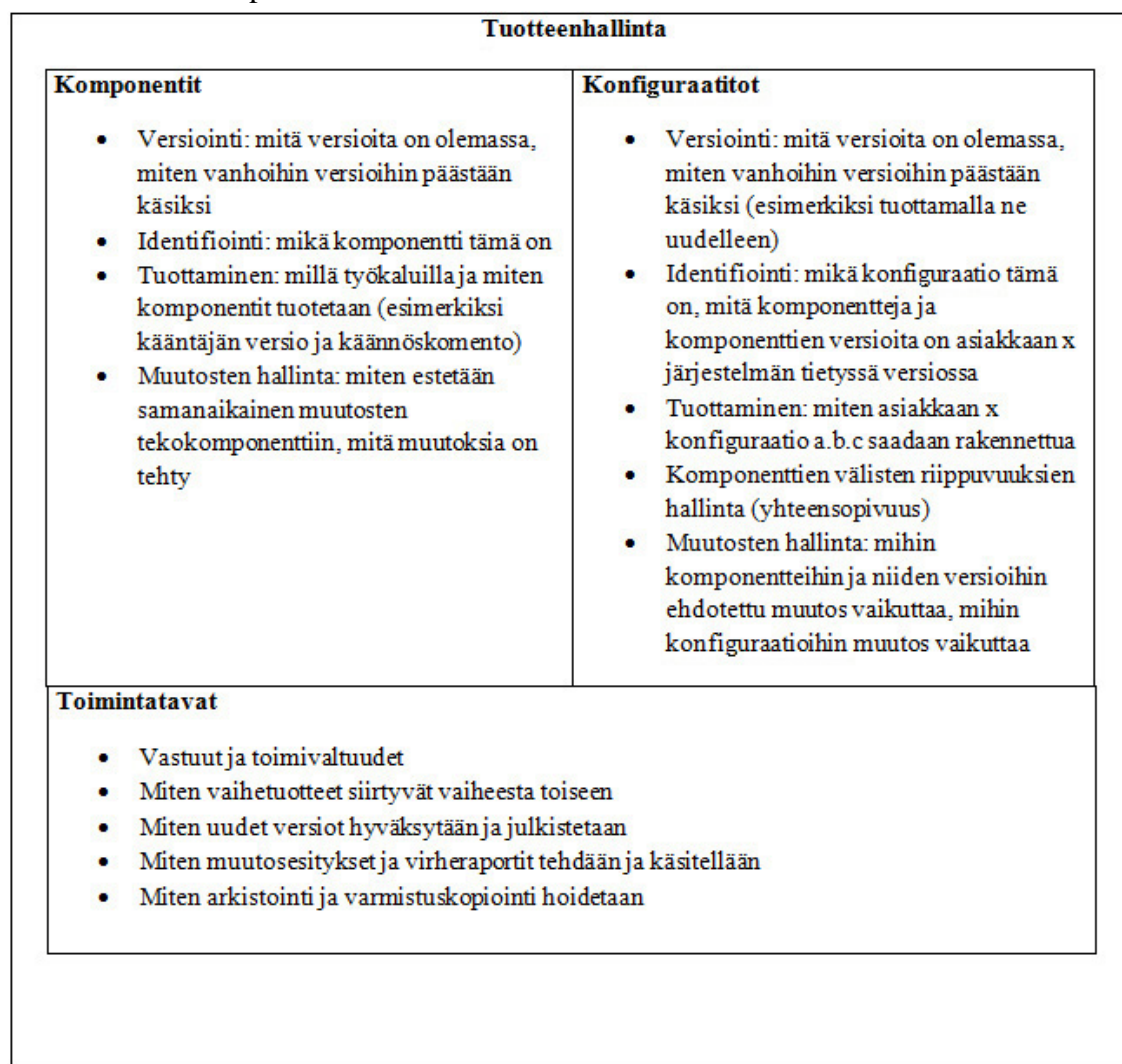 Tuotteenhallinta
Komponentit
• Versiointi: mitä versioita on olemassa,
miten vanhoihin versioihin päästään
käsiksi
• Identifiointi: mikä komponentti tämä on
• Tuottaminen: millä työkaluilla ja miten
komponentit tuotetaan (esimerkiksi
kääntäjän versio ja käännöskomento)
• Muutosten hallinta: miten estetään
samanaikainen muutosten
tekokomponenttiin, mitä muutoksia on
tehty
Konfiguraatitot
• Versiointi: mitä versioita on olemassa,
miten vanhoihin versioihin päästään
käsiksi (esimerkiksi tuottamalla ne
uudelleen)
• Identifiointi: mikä konfiguraatio tämä
on, mitä komponentteja ja
komponenttien versioita on asiakkaan x
järjestelmän tietyssä versiossa
• Tuottaminen: miten asiakkaan x
konfiguraatio a.b.c saadaan rakennettua
• Komponenttien välisten riippuvuuksien
hallinta (yhteensopivuus)
• Muutosten hallinta: mihin
komponentteihin ja niiden versioihin
ehdotettu muutos vaikuttaa, mihin
konfiguraatioihin muutos vaikuttaa
Toimintatavat
• Vastuut ja toimivaltuudet
• Miten vaihetuotteet siirtyvät vaiheesta toiseen
• Miten uudet versiot hyväksytään ja julkistetaan
• Miten muutosesitykset ja virheraportit tehdään ja käsitellään
• Miten arkistointi ja varmistuskopiointi hoidetaan